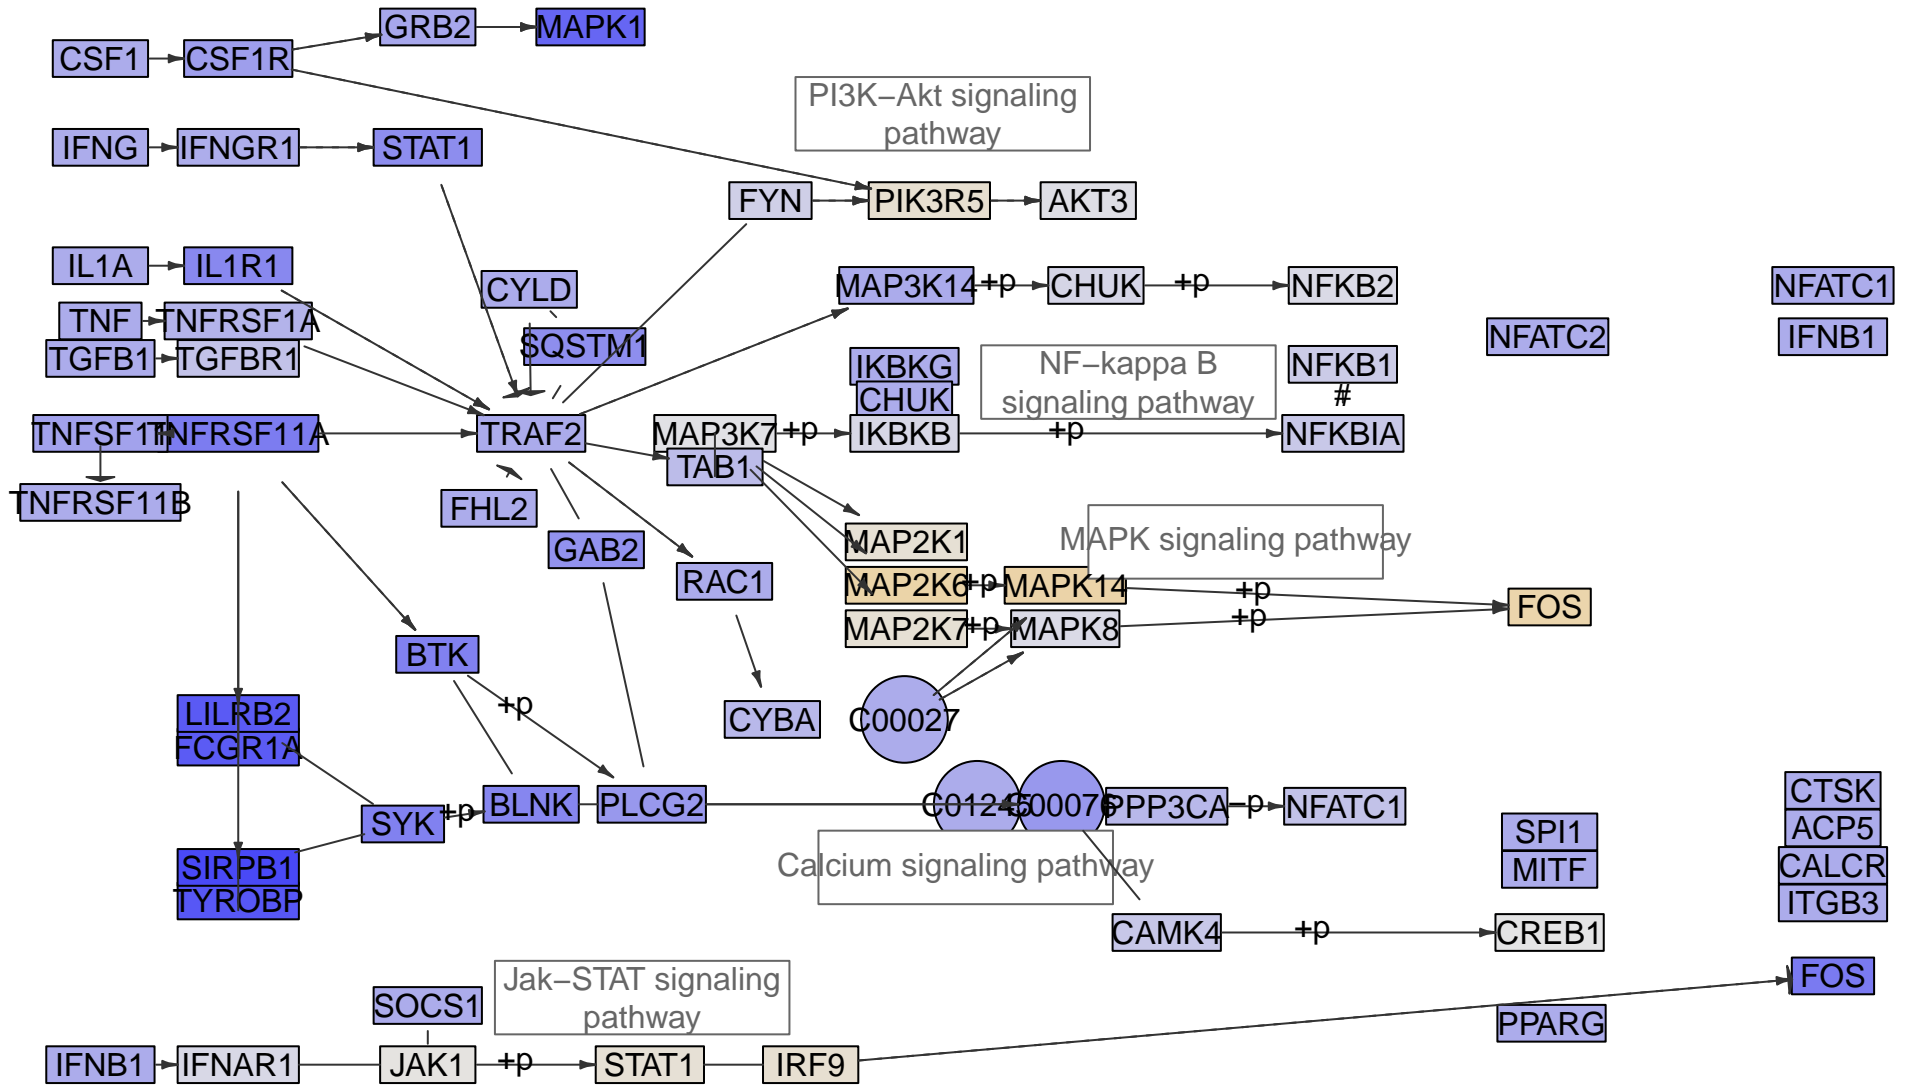 GRB2
MAPK1
CSF1
CSF1R
PI3K−Akt signaling
pathway
IFNG
IFNGR1
STAT1
FYN
PIK3R5
AKT3
IL1A
IL1R1
CYLD
MAP3K14
+p
CHUK
+p
NFKB2
NFATC1
TNF
TNFRSF1A
SQSTM1
NFATC2
IFNB1
TGFB1
TGFBR1
IKBKG
NF−kappa B
signaling pathway
NFKB1
#
CHUK
TNFSF11
TNFRSF11A
TRAF2
MAP3K7
+p
IKBKB
+p
NFKBIA
TAB1
TNFRSF11B
FHL2
GAB2
MAP2K1
MAPK signaling pathway
RAC1
MAP2K6
+p
MAPK14
+p
FOS
MAP2K7
+p
MAPK8
+p
BTK
+p
LILRB2
FCGR1A
CYBA
C00027
SYK
+p
BLNK
PLCG2
C01245
C00076
PPP3CA
−p
NFATC1
CTSK
SPI1
ACP5
SIRPB1
TYROBP
Calcium signaling pathway
MITF
CALCR
ITGB3
CAMK4
+p
CREB1
Jak−STAT signaling
pathway
SOCS1
FOS
PPARG
IFNB1
IFNAR1
JAK1
+p
STAT1
IRF9